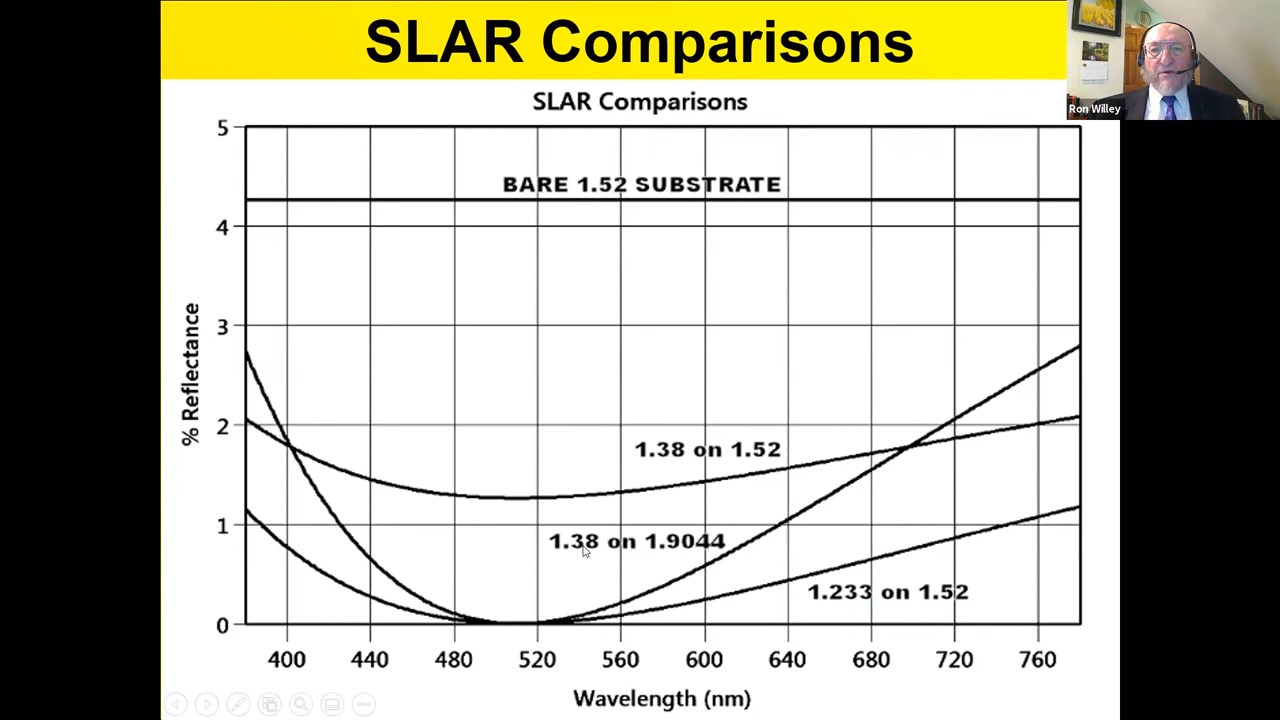 SLAR Comparisons
Ron Willey
SLAR Comparisons
5
BARE 1.52 SUBSTRATE
4
3
% Reflectance
2
1.38 on 1.52
1
1.38 on 1.9044
1.233 on 1.52
0
400 440 480 520 560 600 640 680 720 760
Wavelength (nm)